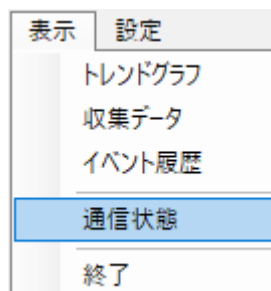 表示 設定
トレンドグラフ
収集データ
イベント履歴
通信状態
終了